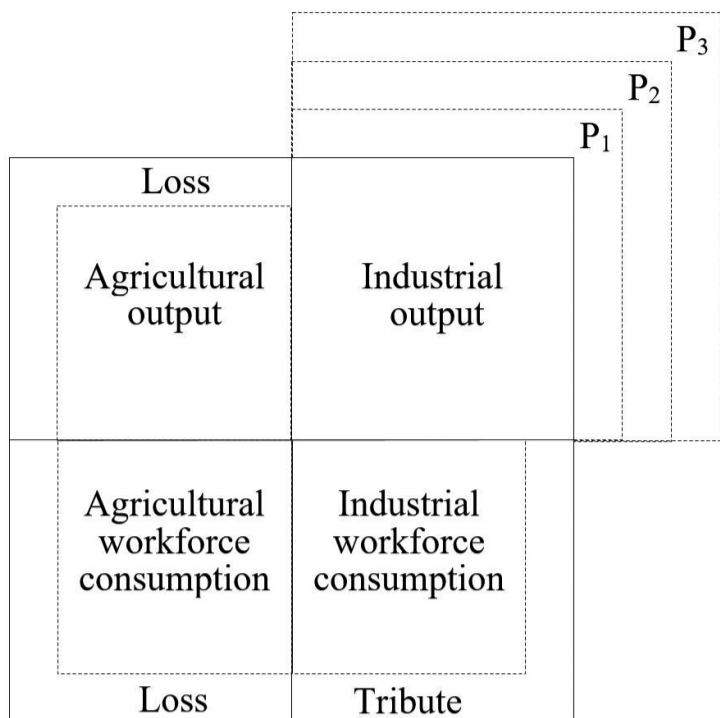 P₃
P₂
P₁
Loss
Agricultural
output
Industrial
output
Agricultural
workforce
consumption
Industrial
workforce
consumption
Loss
Tribute